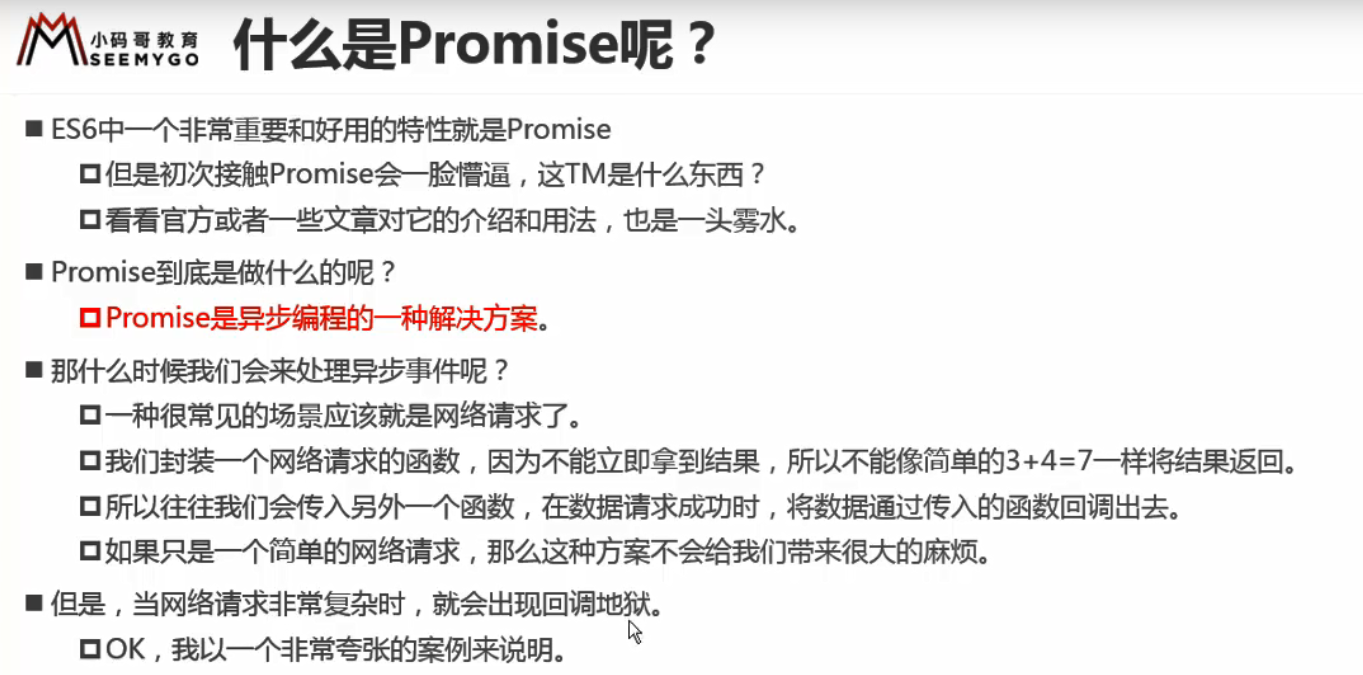 小码哥教育
SEEMYGO
什么是Promise呢？
ES6中一个非常重要和好用的特性就是Promise
但是初次接触Promise会一脸懵逼，这TM是什么东西？
看看官方或者一些文章对它的介绍和用法，也是一头雾水。
Promise到底是做什么的呢？
Promise是异步编程的一种解决方案。
那什么时候我们会来处理异步事件呢？
一种很常见的场景应该就是网络请求了。
我们封装一个网络请求的函数，因为不能立即拿到结果，所以不能像简单的3+4=7一样将结果返回。
所以往往我们会传入另外一个函数，在数据请求成功时，将数据通过传入的函数回调出去。
如果只是一个简单的网络请求，那么这种方案不会给我们带来很大的麻烦。
但是，当网络请求非常复杂时，就会出现回调地狱。
OK，我以一个非常夸张的案例来说明。